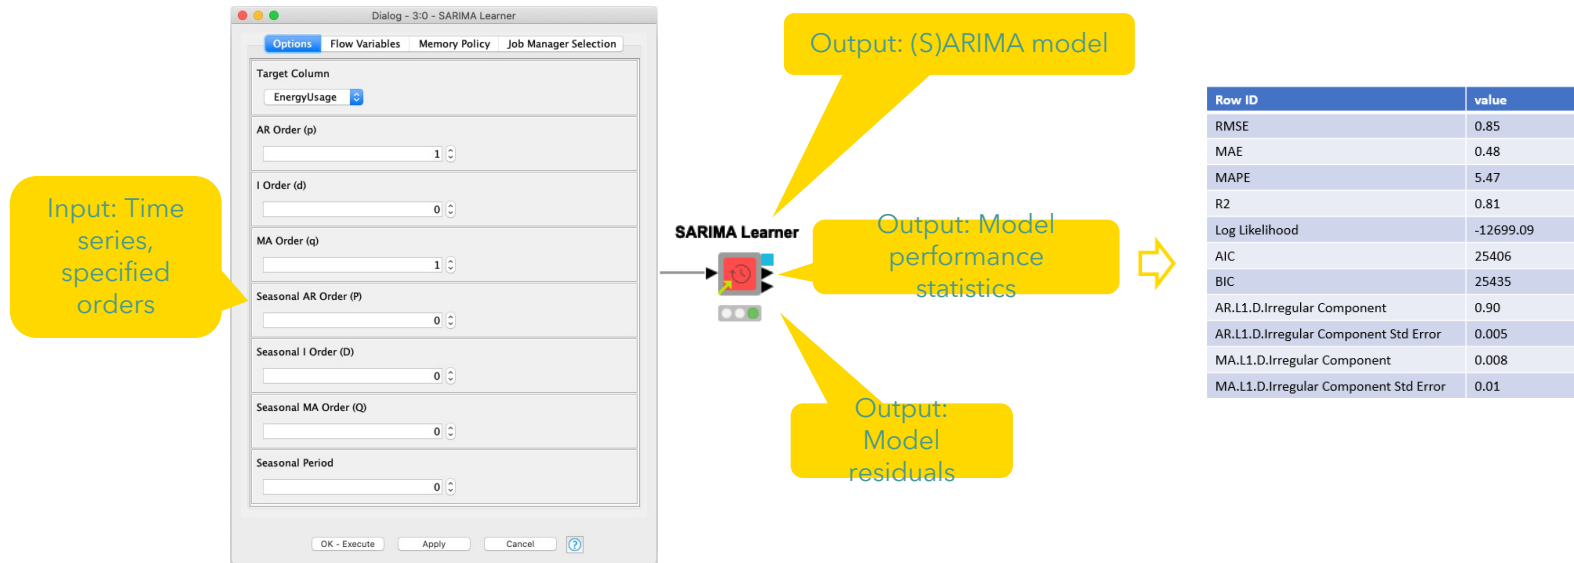 Dialog - 3:0 - SARIMA Learner
Options Flow Variables Memory Policy Job Manager Selection
Target Column
EnergyUsage
AR Order (p)
1
I Order (d)
0
MA Order (q)
1
Seasonal AR Order (P)
0
Seasonal I Order (D)
0
Seasonal MA Order (Q)
0
Seasonal Period
0
OK - Execute Apply Cancel ?
Input: Time
series,
specified
orders
Output: (S)ARIMA model
SARIMA Learner
Output: Model
performance
statistics
Output:
Model
residuals
Row ID value
RMSE 0.85
MAE 0.48
MAPE 5.47
R2 0.81
Log Likelihood -12699.09
AIC 25406
BIC 25435
AR.L1.D.Irregular Component 0.90
AR.L1.D.Irregular Component Std Error 0.005
MA.L1.D.Irregular Component 0.008
MA.L1.D.Irregular Component Std Error 0.01